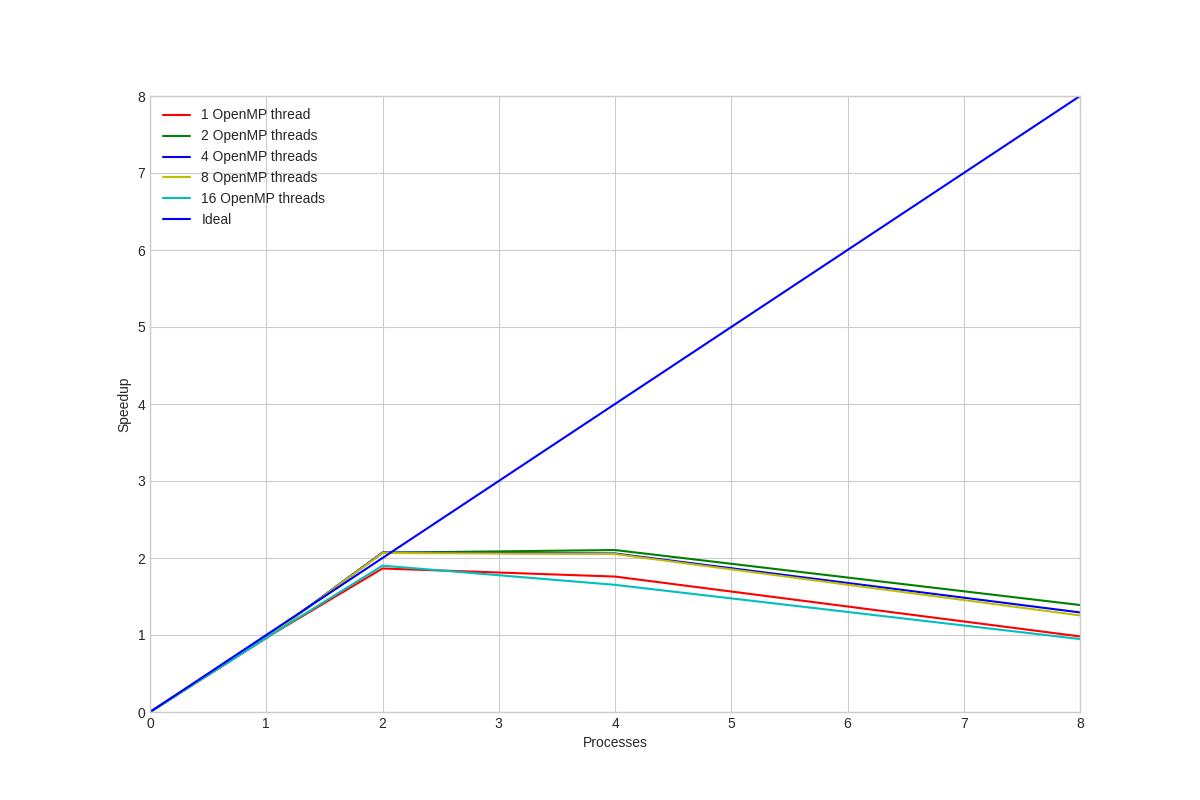 1 OpenMP thread
2 OpenMP threads
4 OpenMP threads
8 OpenMP threads
16 OpenMP threads
Ideal
8
7
6
5
4
3
2
1
0
Speedup
0 1 2 3 4 5 6 7 8
Processes